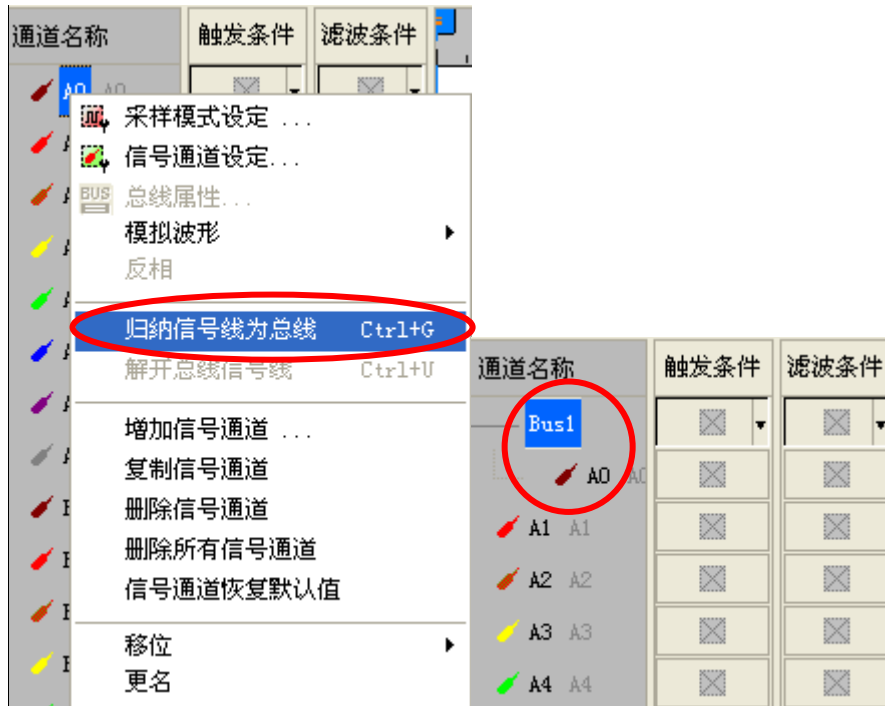 通道名称 触发条件 滤波条件
A0 A0
采样模式设定 ...
信号通道设定...
BUS 总线属性...
模拟波形
反相
归纳信号线为总线 Ctrl+G
解开总线信号线 Ctrl+U
增加信号通道 ...
复制信号通道
删除信号通道
删除所有信号通道
信号通道恢复默认值
移位
更名
通道名称 触发条件 滤波条件
Bus1
A0 A0
A1 A1
A2 A2
A3 A3
A4 A4